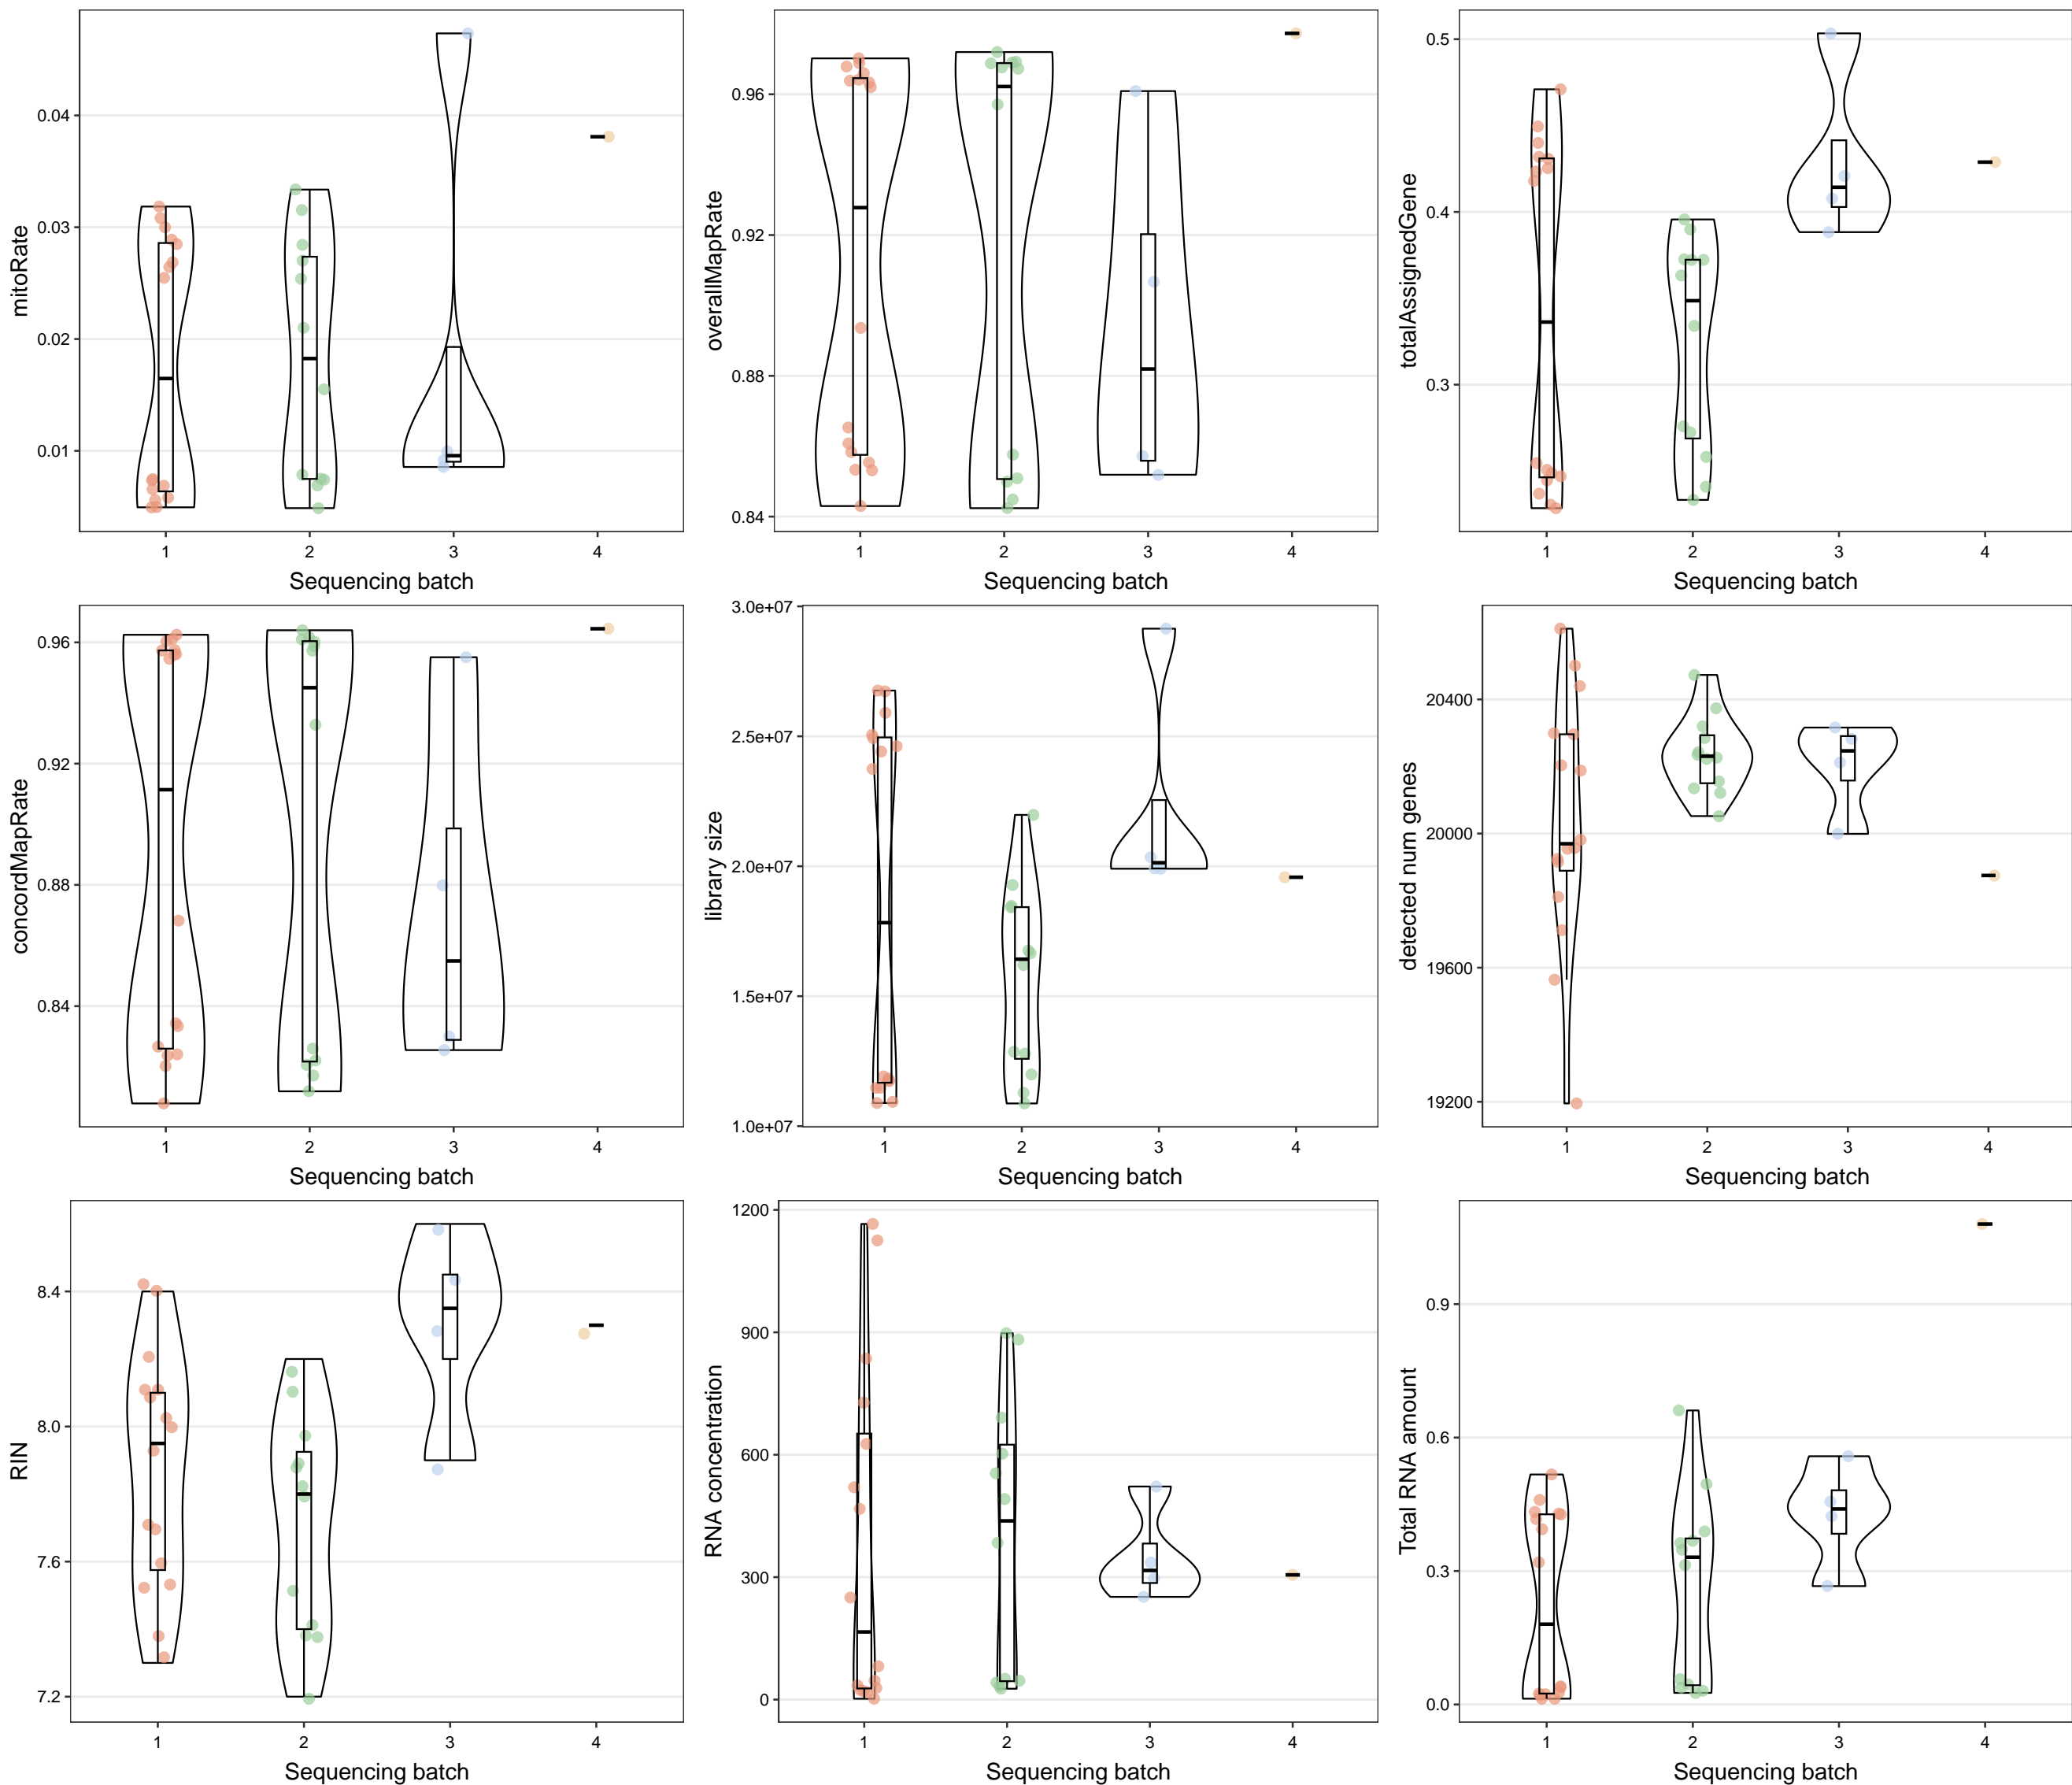 mitoRate
0.04
0.03
0.02
0.01
1 2 3 4
Sequencing batch
overallMapRate
0.96
0.92
0.88
0.84
1 2 3 4
Sequencing batch
totalAssignedGene
0.5
0.4
0.3
1 2 3 4
Sequencing batch
concordMapRate
0.96
0.92
0.88
0.84
1 2 3 4
Sequencing batch
library size
3.0e+07
2.5e+07
2.0e+07
1.5e+07
1.0e+07
1 2 3 4
Sequencing batch
detected num genes
20400
20000
19600
19200
1 2 3 4
Sequencing batch
RIN
8.4
8.0
7.6
7.2
1 2 3 4
Sequencing batch
RNA concentration
1200
900
600
300
0
1 2 3 4
Sequencing batch
Total RNA amount
0.9
0.6
0.3
0.0
1 2 3 4
Sequencing batch